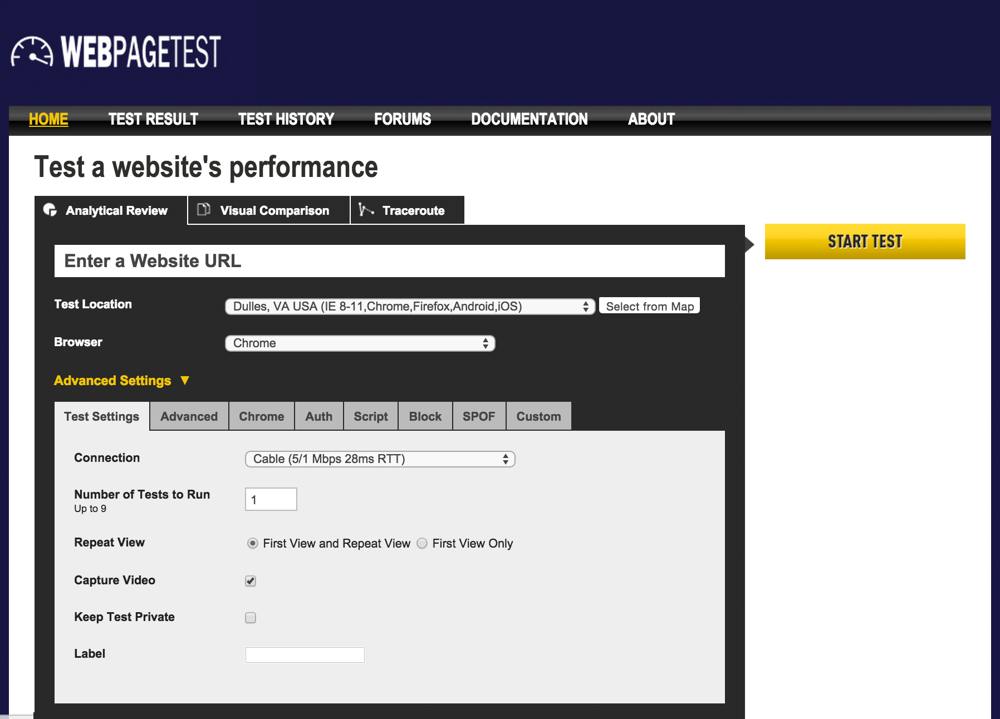 WEBPAGETEST
HOME TEST RESULT TEST HISTORY FORUMS DOCUMENTATION ABOUT
Test a website's performance
Analytical Review Visual Comparison Traceroute
START TEST
Enter a Website URL
Test Location Dulles, VA USA (IE 8-11,Chrome,Firefox,Android,iOS) Select from Map
Browser Chrome
Advanced Settings ▼
Test Settings Advanced Chrome Auth Script Block SPOF Custom
Connection Cable (5/1 Mbps 28ms RTT)
Number of Tests to Run 1
Up to 9
Repeat View First View and Repeat View First View Only
Capture Video
Keep Test Private
Label